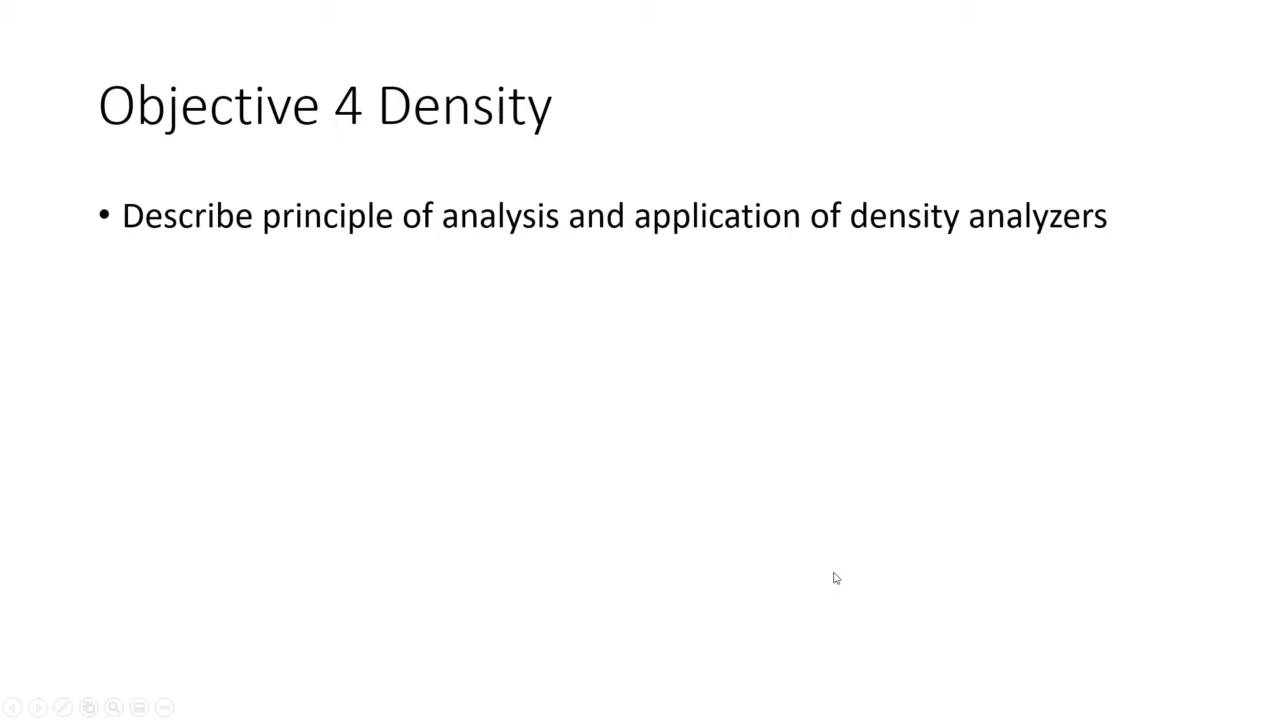 Objective 4 Density
• Describe principle of analysis and application of density analyzers